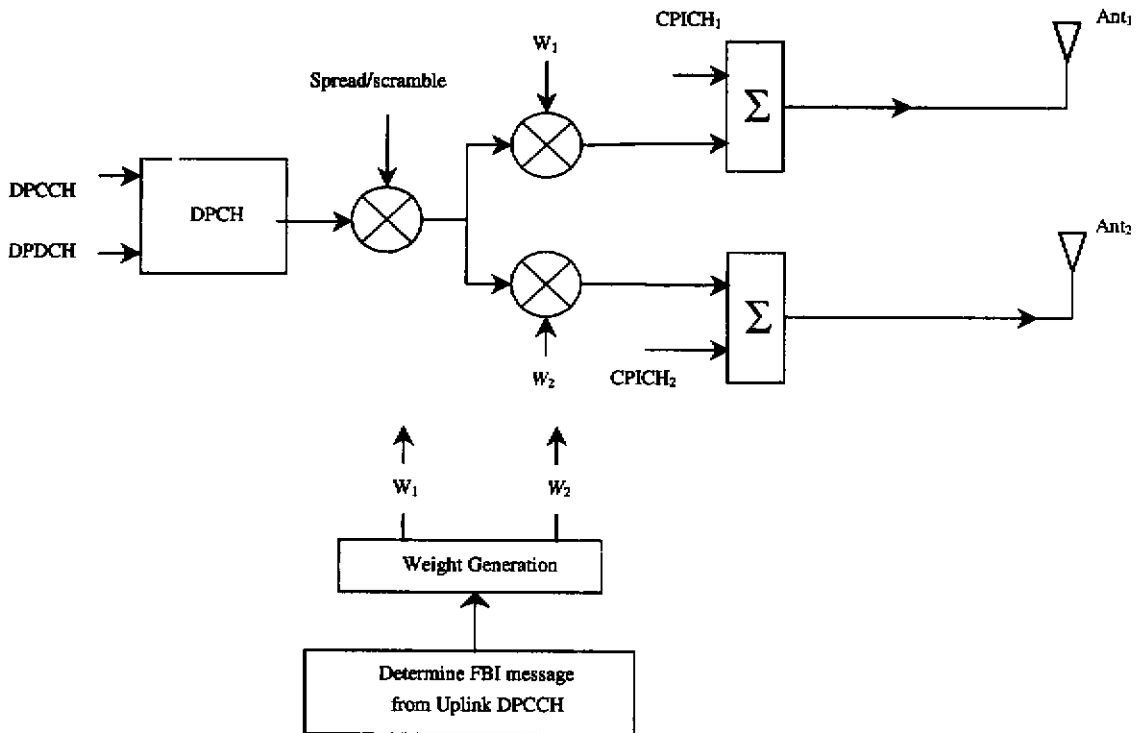 CPICH₁
Ant₁
W₁
Spread/scramble
Σ
DPCCH
DPCH
DPDCH
Ant₂
Σ
W₂
CPICH₂
W₁
W₂
Weight Generation
Determine FBI message
from Uplink DPCCH